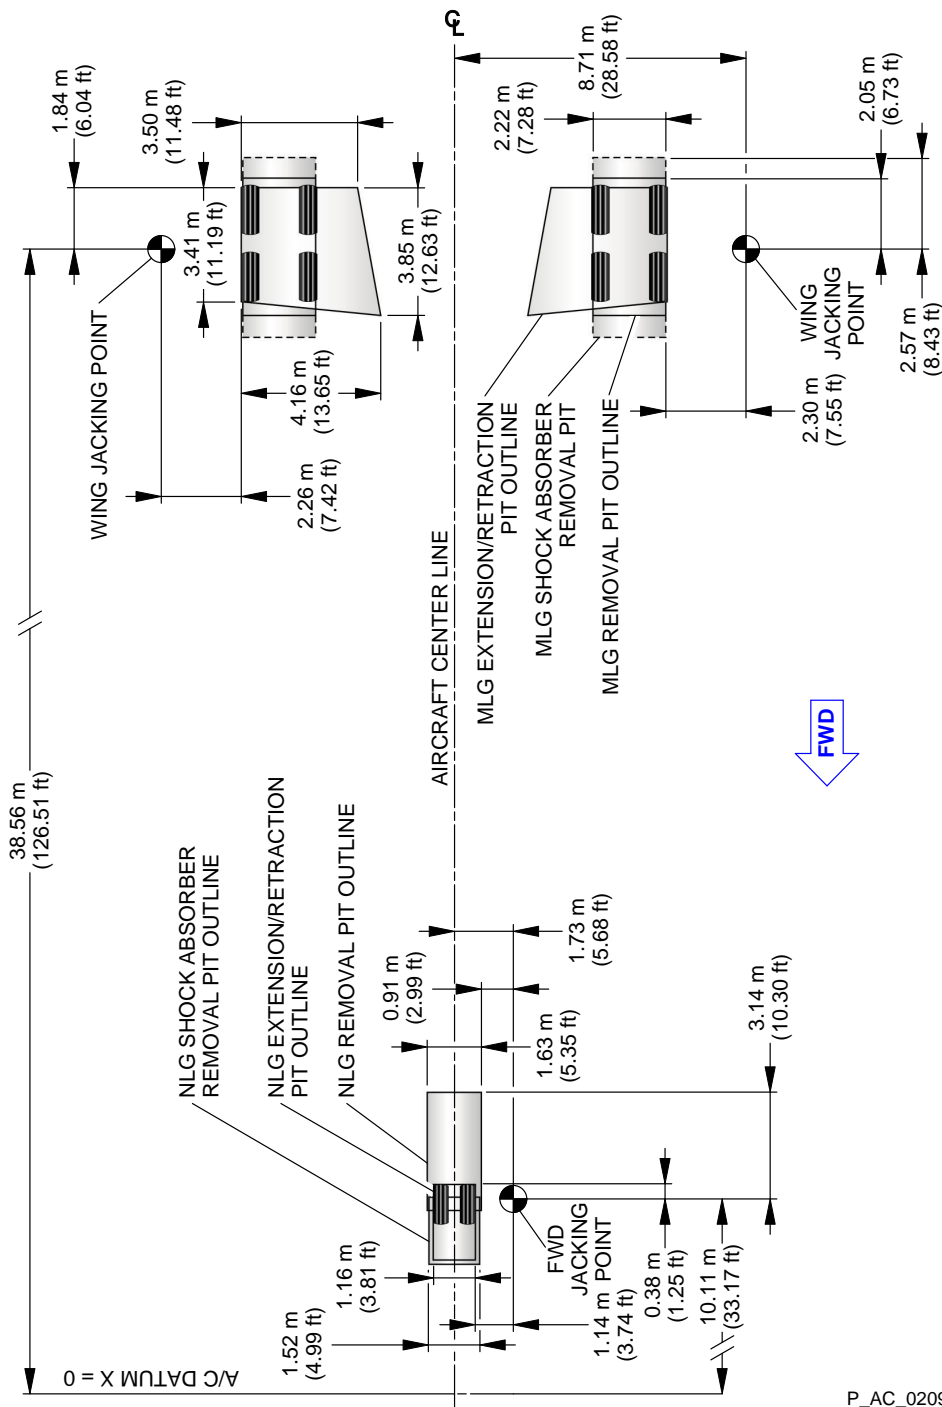 ℄
8.71 m
(28.58 ft)
1.84 m
(6.04 ft)
3.50 m
(11.48 ft)
2.22 m
(7.28 ft)
2.05 m
(6.73 ft)
3.41 m
(11.19 ft)
3.85 m
(12.63 ft)
WING JACKING POINT
WING
JACKING
POINT
2.57 m
(8.43 ft)
4.16 m
(13.65 ft)
2.30 m
(7.55 ft)
2.26 m
(7.42 ft)
MLG EXTENSION/RETRACTION
PIT OUTLINE
MLG SHOCK ABSORBER
REMOVAL PIT
MLG REMOVAL PIT OUTLINE
AIRCRAFT CENTER LINE
FWD
38.56 m
(126.51 ft)
NLG SHOCK ABSORBER
REMOVAL PIT OUTLINE
NLG EXTENSION/RETRACTION
PIT OUTLINE
NLG REMOVAL PIT OUTLINE
0.91 m
(2.99 ft)
1.73 m
(5.68 ft)
1.63 m
(5.35 ft)
3.14 m
(10.30 ft)
FWD
JACKING
POINT
1.16 m
(3.81 ft)
1.52 m
(4.99 ft)
1.14 m
(3.74 ft)
0.38 m
(1.25 ft)
10.11 m
(33.17 ft)
A/C DATUM X = 0
P_AC_0209